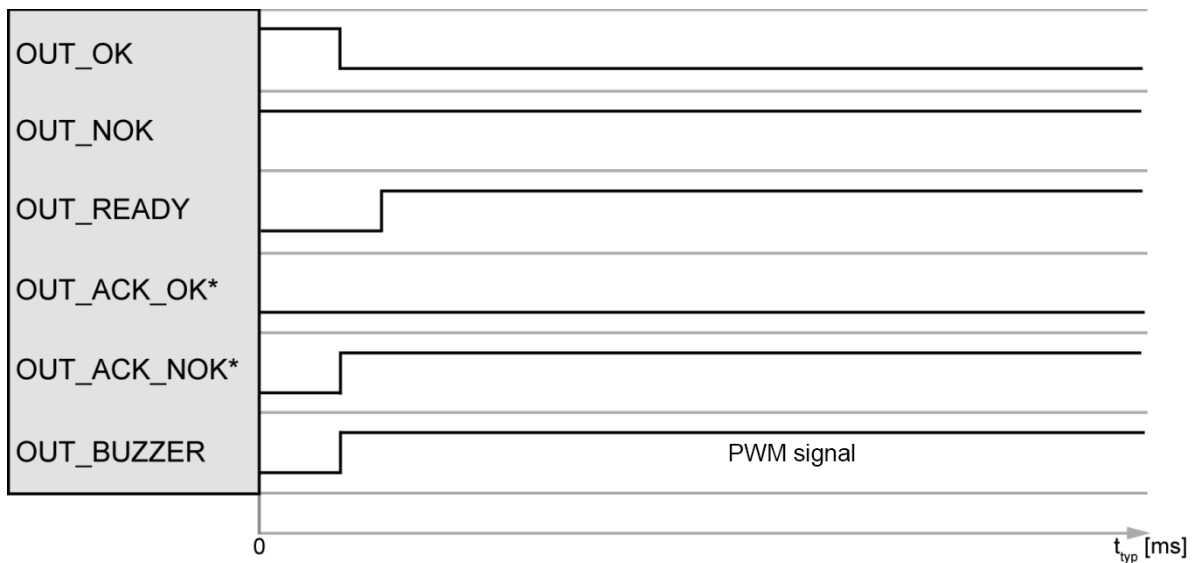 OUT_OK
OUT_NOK
OUT_READY
OUT_ACK_OK*
OUT_ACK_NOK*
OUT_BUZZER
PWM signal
0
t_typ [ms]